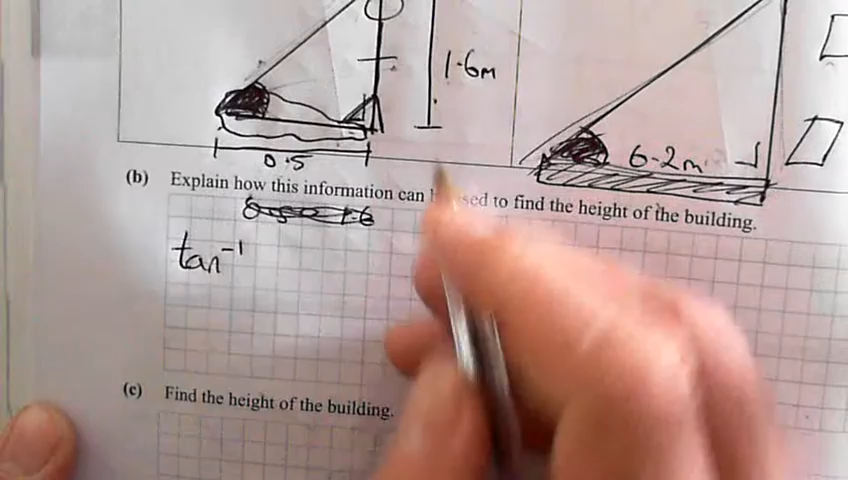 1.6m
0.5
6.2m
(b) Explain how this information can used to find the height of the building.
tan⁻¹
(c) Find the height of the building.